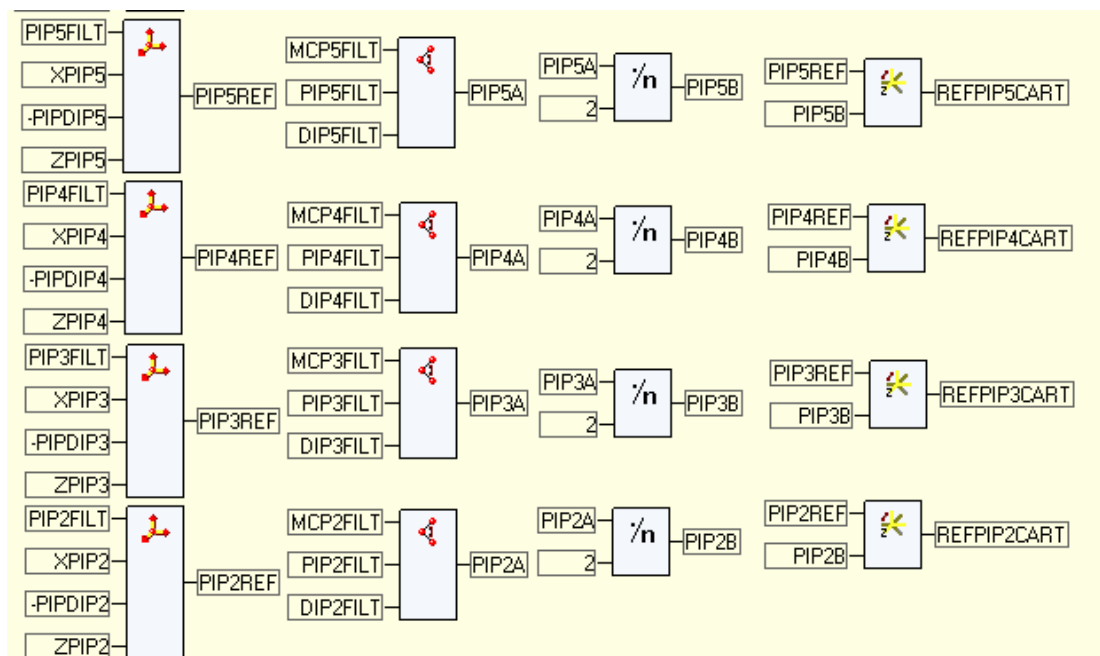 PIP5FILT
XPIP5
-PIPDIP5
ZPIP5
PIP5REF
MCP5FILT
PIP5FILT
DIP5FILT
PIP5A
PIP5A
2
·/n
PIP5B
PIP5REF
PIP5B
z
REFPIP5CART
PIP4FILT
XPIP4
-PIPDIP4
ZPIP4
PIP4REF
MCP4FILT
PIP4FILT
DIP4FILT
PIP4A
PIP4A
2
·/n
PIP4B
PIP4REF
PIP4B
z
REFPIP4CART
PIP3FILT
XPIP3
-PIPDIP3
ZPIP3
PIP3REF
MCP3FILT
PIP3FILT
DIP3FILT
PIP3A
PIP3A
2
·/n
PIP3B
PIP3REF
PIP3B
z
REFPIP3CART
PIP2FILT
XPIP2
-PIPDIP2
ZPIP2
PIP2REF
MCP2FILT
PIP2FILT
DIP2FILT
PIP2A
PIP2A
2
·/n
PIP2B
PIP2REF
PIP2B
z
REFPIP2CART